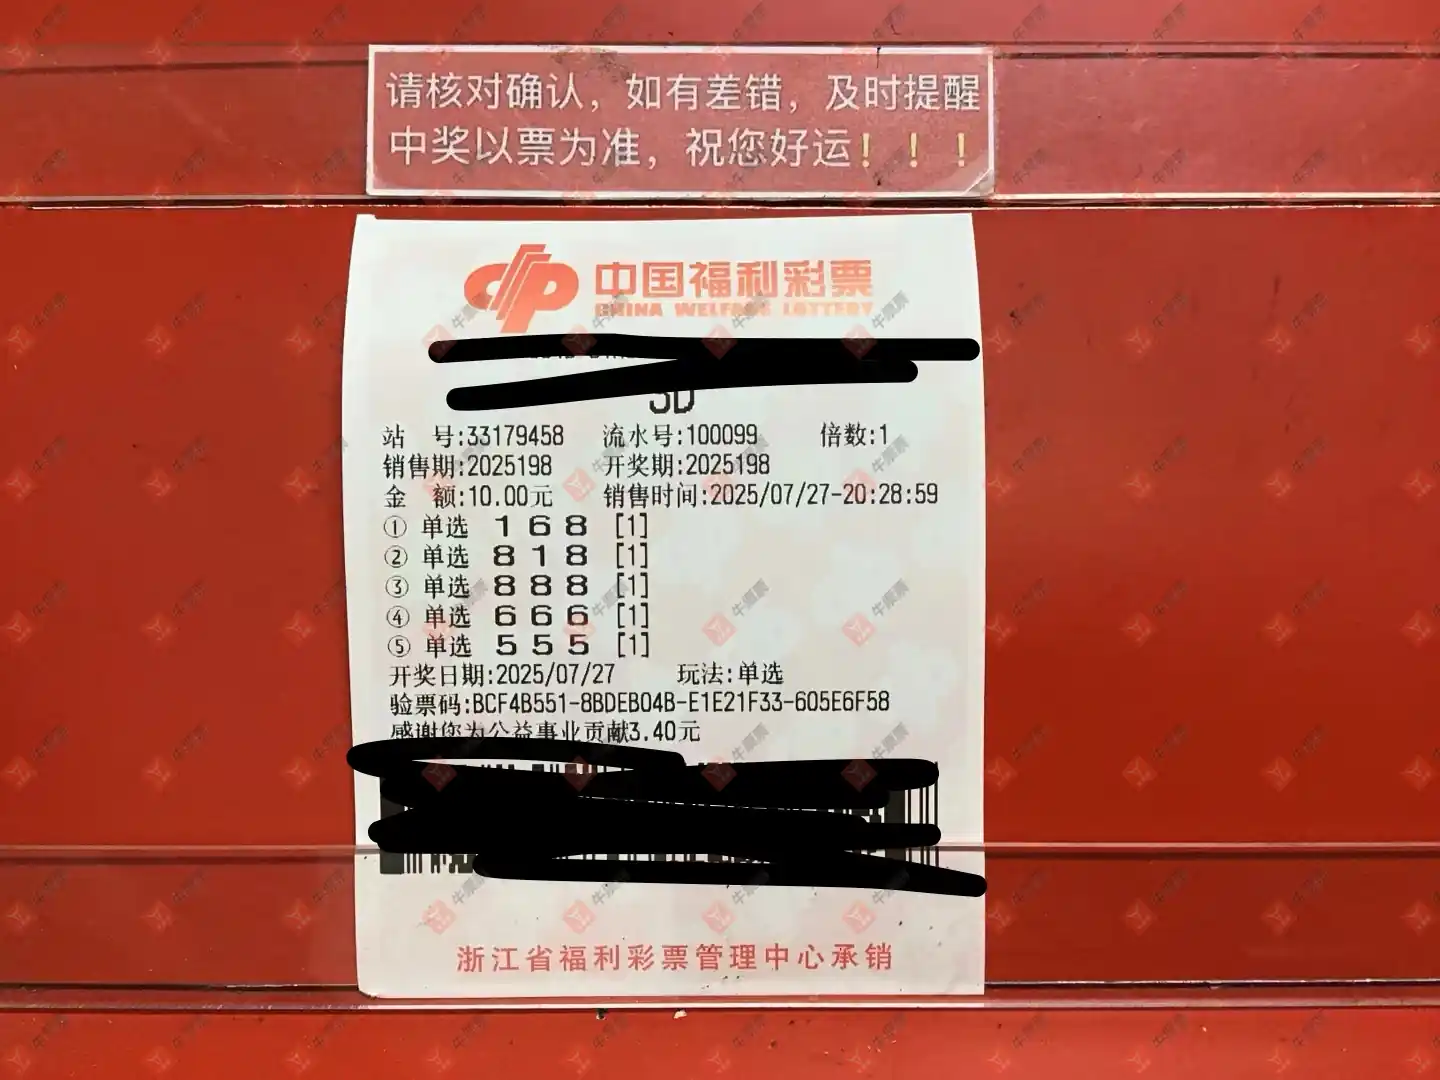 请核对确认，如有差错，及时提醒
中奖以票为准，祝您好运！！！
中国福利彩票
CHINA WELFARE LOTTERY
3D
站 号:33179458 流水号:100099 倍数:1
销售期:2025198 开奖期:2025198
金 额:10.00元 销售时间:2025/07/27-20:28:59
① 单选 1 6 8 [1]
② 单选 8 1 8 [1]
③ 单选 8 8 8 [1]
④ 单选 6 6 6 [1]
⑤ 单选 5 5 5 [1]
开奖日期:2025/07/27 玩法:单选
验票码:BCF4B551-8BDEB04B-E1E21F33-605E6F58
感谢您为公益事业贡献3.40元
浙江省福利彩票管理中心承销
牛票票